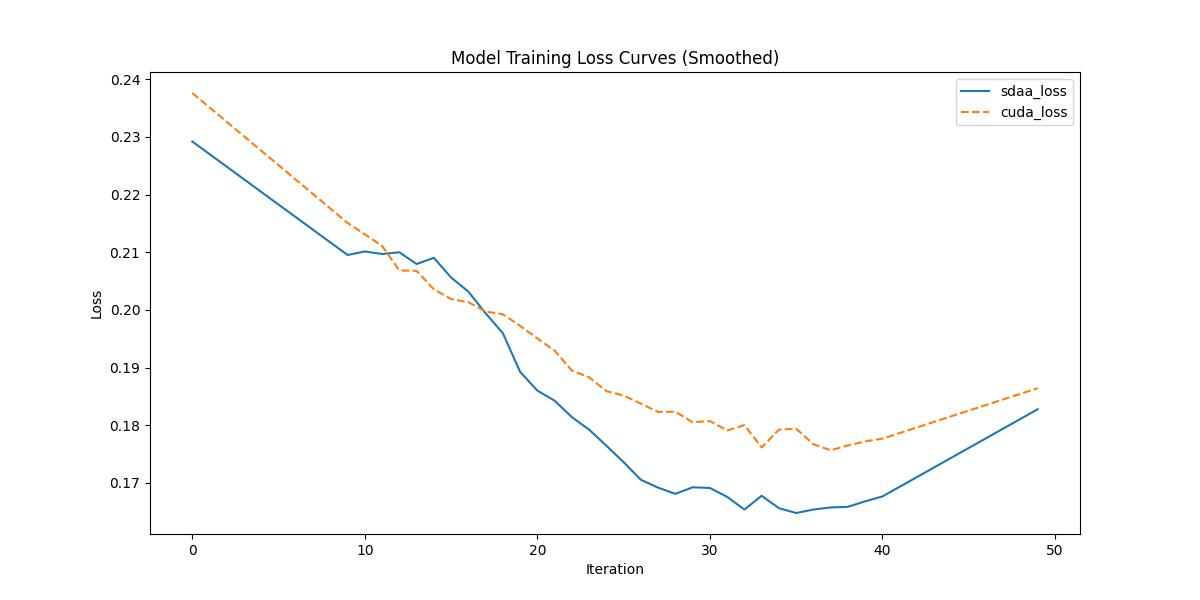 Model Training Loss Curves (Smoothed)
sdaa_loss
cuda_loss
Loss
0.24
0.23
0.22
0.21
0.20
0.19
0.18
0.17
0 10 20 30 40 50
Iteration